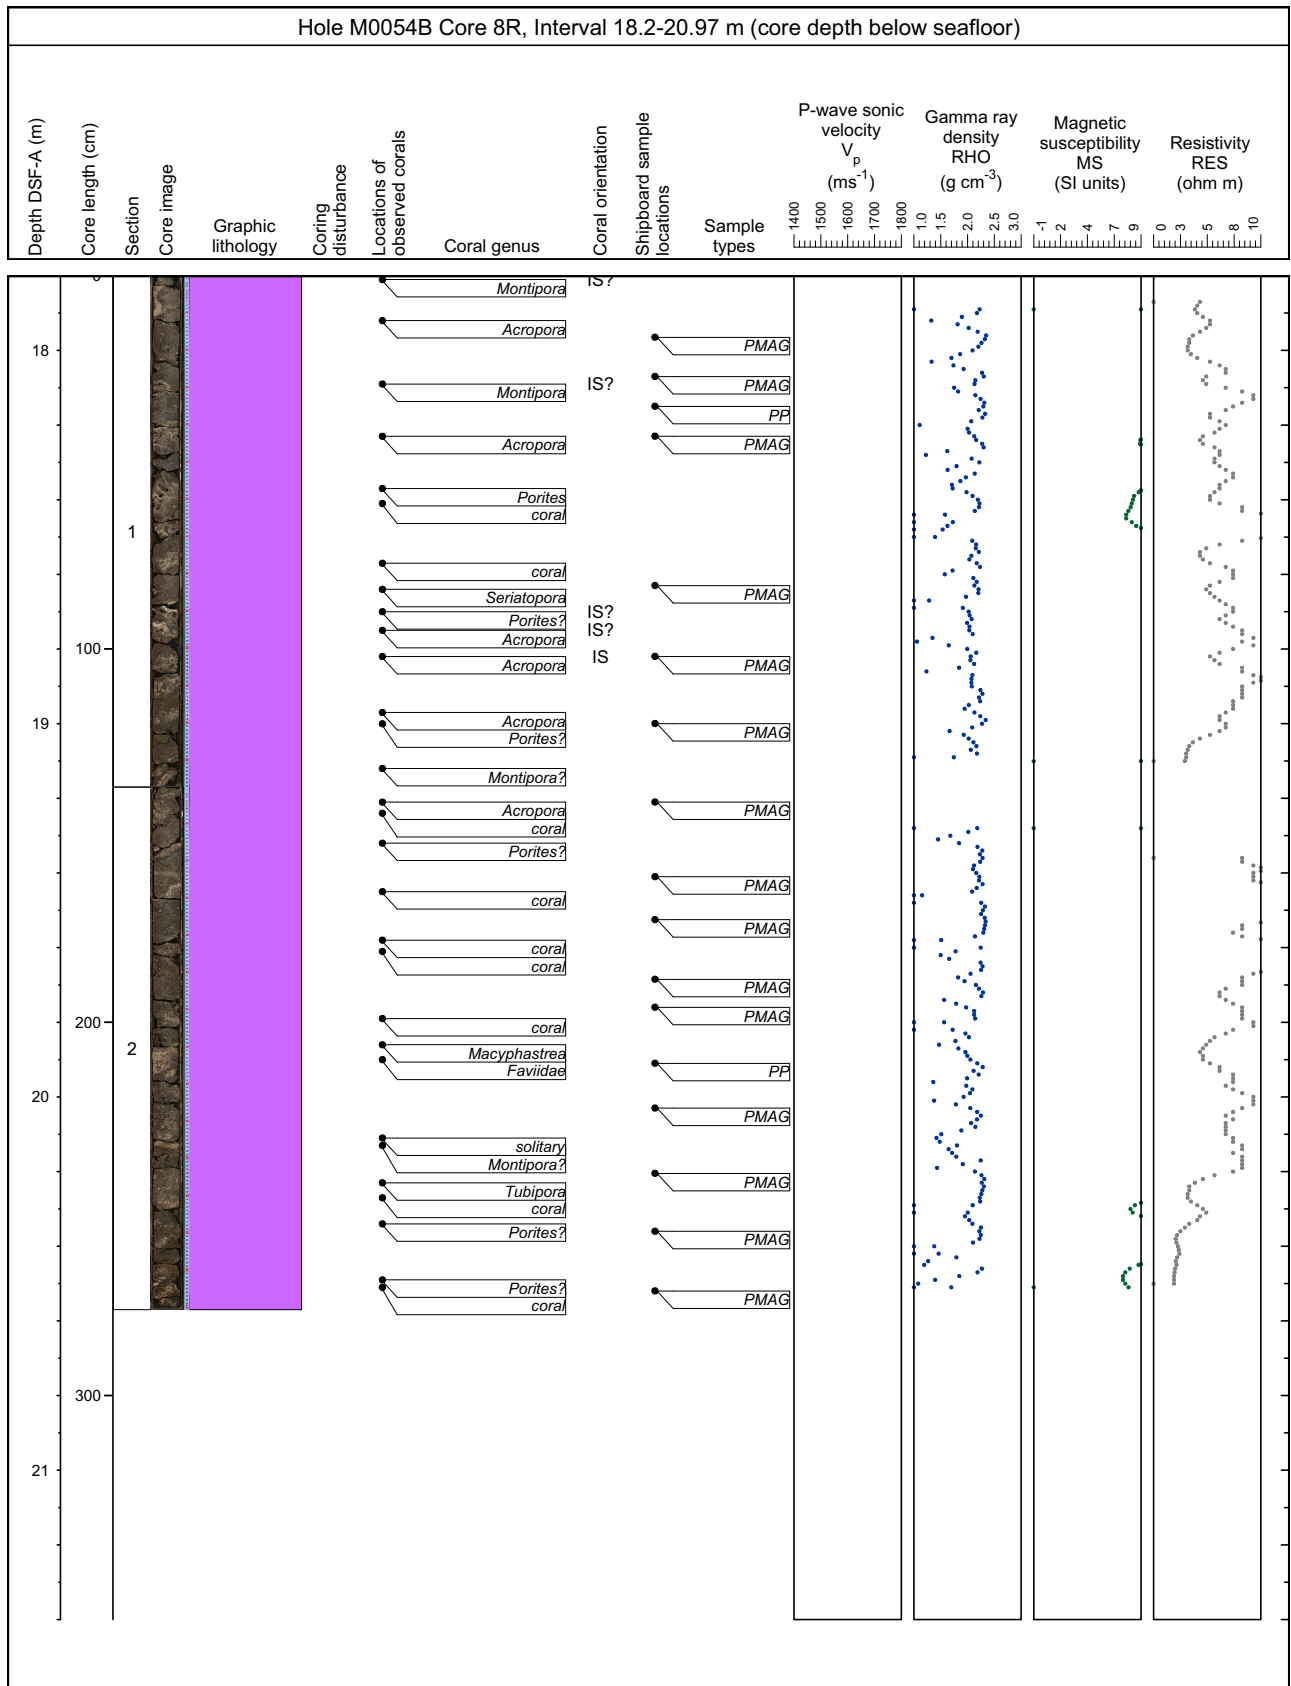 Hole M0054B Core 8R, Interval 18.2-20.97 m (core depth below seafloor)
Depth DSF-A (m)
Core length (cm)
Section
Core image
Graphic
lithology
Coring
disturbance
Locations of
observed corals
Coral genus
Coral orientation
Shipboard sample
locations
Sample
types
P-wave sonic
velocity
Vp
(ms-1)
1400 1500 1600 1700 1800
Gamma ray
density
RHO
(g cm-3)
1.0 1.5 2.0 2.5 3.0
Magnetic
susceptibility
MS
(SI units)
-1 2 4 7 9
Resistivity
RES
(ohm m)
0 3 5 8 10
0
IS?
Montipora
Acropora
PMAG
18
IS?
Montipora
PMAG
PP
Acropora
PMAG
Porites
coral
1
coral
Seriatopora
PMAG
IS?
Porites?
IS?
Acropora
100
IS
Acropora
PMAG
19
Acropora
PMAG
Porites?
Montipora?
Acropora
PMAG
coral
Porites?
PMAG
coral
PMAG
coral
coral
PMAG
PMAG
200
coral
2
Macyphastrea
Faviidae
PP
20
PMAG
solitary
Montipora?
PMAG
Tubipora
coral
Porites?
PMAG
Porites?
PMAG
coral
300
21